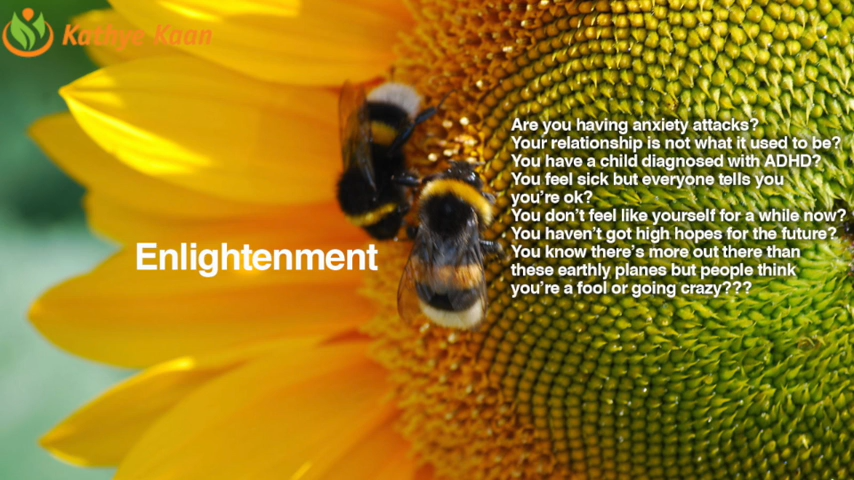 Kathye Kaan
Enlightenment
Are you having anxiety attacks?
Your relationship is not what it used to be?
You have a child diagnosed with ADHD?
You feel sick but everyone tells you
you're ok?
You don't feel like yourself for a while now?
You haven't got high hopes for the future?
You know there's more out there than
these earthly planes but people think
you're a fool or going crazy???